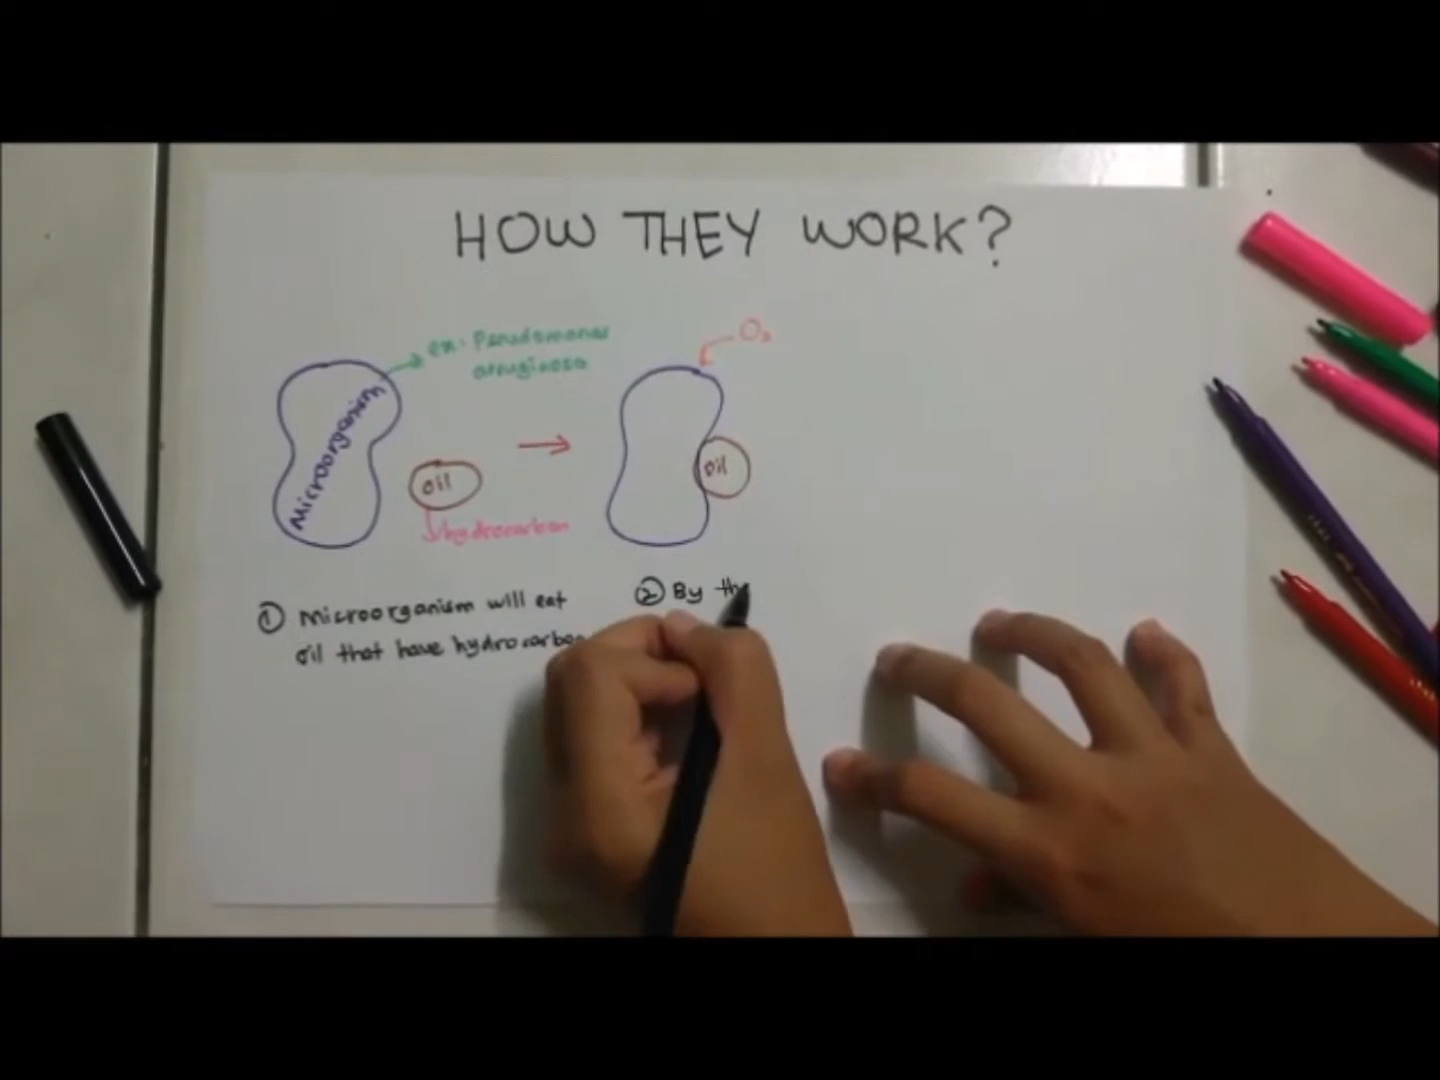 HOW THEY WORK?
ex: Pseudomonas
aeruginosa
Microorganism
oil
hydrocarbon
O₂
oil
① Microorganism will eat
oil that have hydrocarbon
② By th